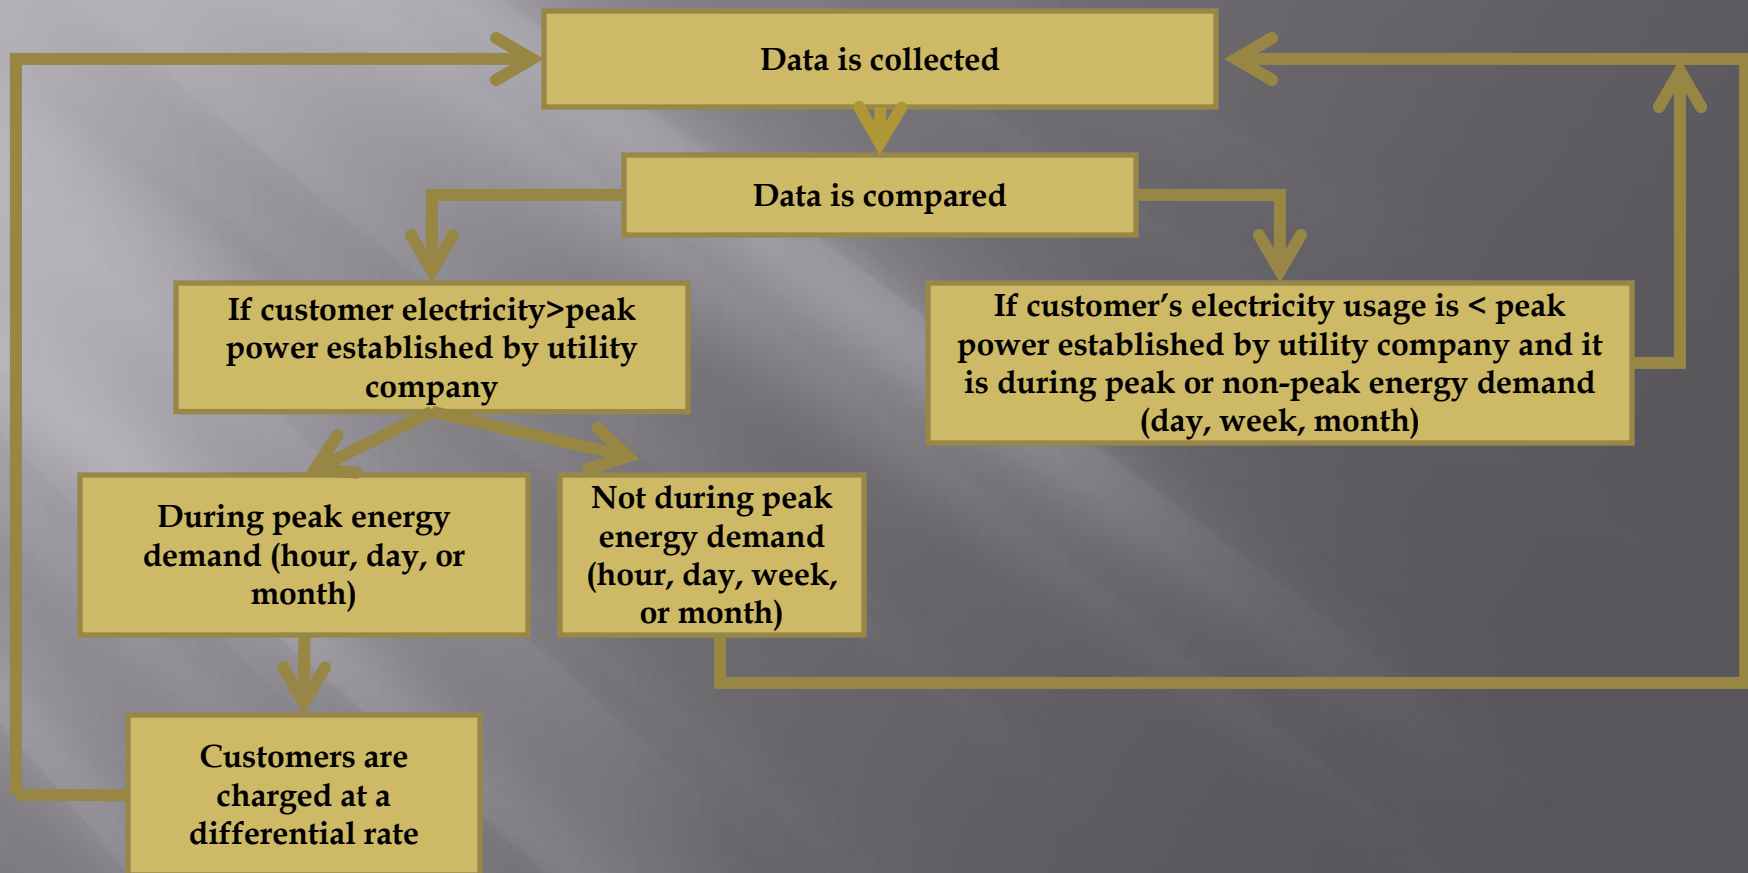 Data is collected
Data is compared
If customer electricity>peak
power established by utility
company
If customer’s electricity usage is < peak
power established by utility company and it
is during peak or non-peak energy demand
(day, week, month)
During peak energy
demand (hour, day, or
month)
Not during peak
energy demand
(hour, day, week,
or month)
Customers are
charged at a
differential rate